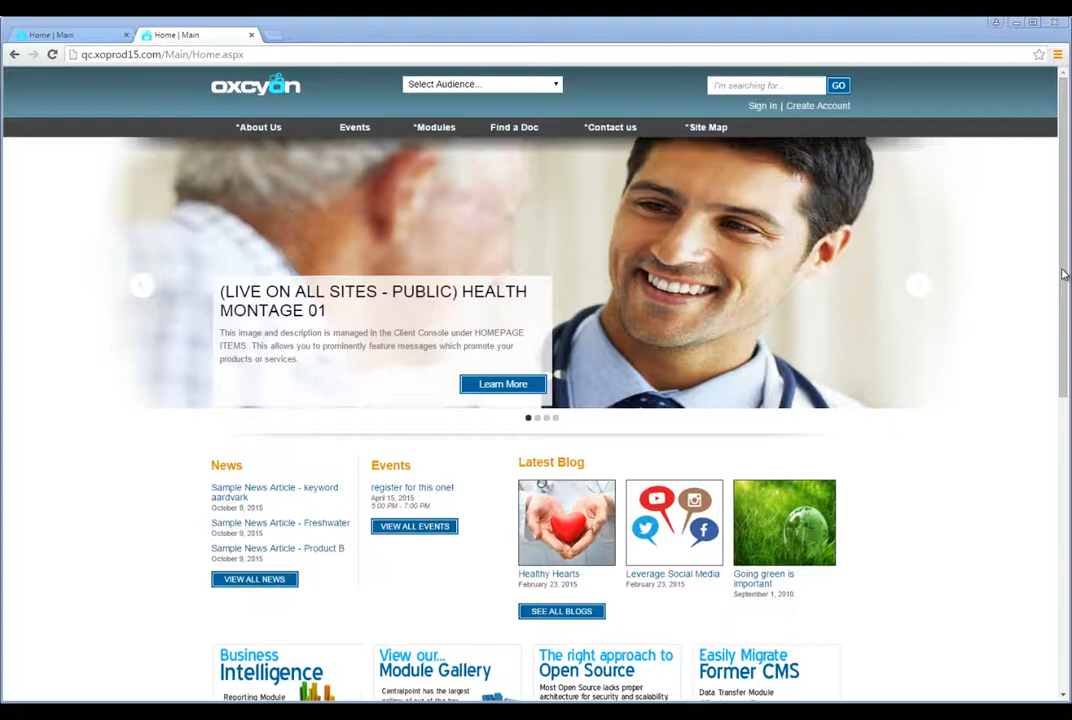 Home | Main
Home | Main
qc.xoprod15.com/Main/Home.aspx
oxcyon
Select Audience...
I'm searching for...
GO
Sign In | Create Account
*About Us
Events
*Modules
Find a Doc
*Contact us
*Site Map
(LIVE ON ALL SITES - PUBLIC) HEALTH
MONTAGE 01
This image and description is managed in the Client Console under HOMEPAGE
ITEMS. This allows you to prominently feature messages which promote your
products or services.
Learn More
News
Sample News Article - keyword
aardvark
October 9, 2015
Sample News Article - Freshwater
October 9, 2015
Sample News Article - Product B
October 9, 2015
VIEW ALL NEWS
Events
register for this one!
April 15, 2015
5:00 PM - 7:00 PM
VIEW ALL EVENTS
Latest Blog
Healthy Hearts
February 23, 2015
Leverage Social Media
February 23, 2015
Going green is
important
September 1, 2010
SEE ALL BLOGS
Business
Intelligence
Reporting Module
View our...
Module Gallery
Centralpoint has the largest
The right approach to
Open Source
Most Open Source lacks proper
architecture for security and scalability.
Easily Migrate
Former CMS
Data Transfer Module